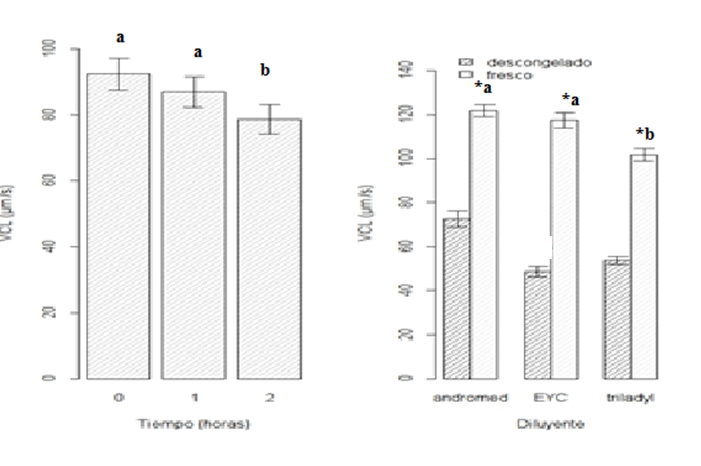 a
a
b
VCL (µm/s)
100
80
60
40
20
0
0 1 2
Tiempo (horas)
descongelado
fresco
*a
*a
*b
VCL (µm/s)
140
120
100
80
60
40
20
0
andromed EYC triladyl
Diluyente